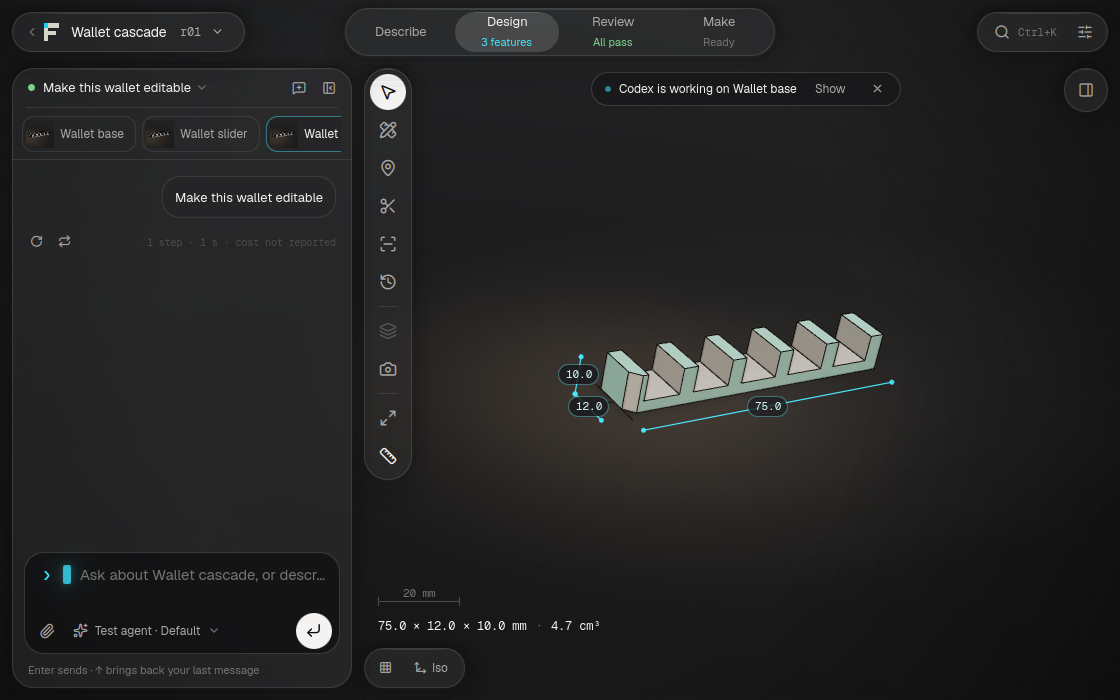 Wallet cascade r01
Describe
Design
3 features
Review
All pass
Make
Ready
Ctrl+K
Make this wallet editable
Wallet base
Wallet slider
Wallet
Make this wallet editable
1 step · 1 s · cost not reported
Codex is working on Wallet base Show
10.0
12.0
75.0
Ask about Wallet cascade, or descr...
Test agent · Default
Enter sends · ↑ brings back your last message
20 mm
75.0 × 12.0 × 10.0 mm · 4.7 cm³
Iso